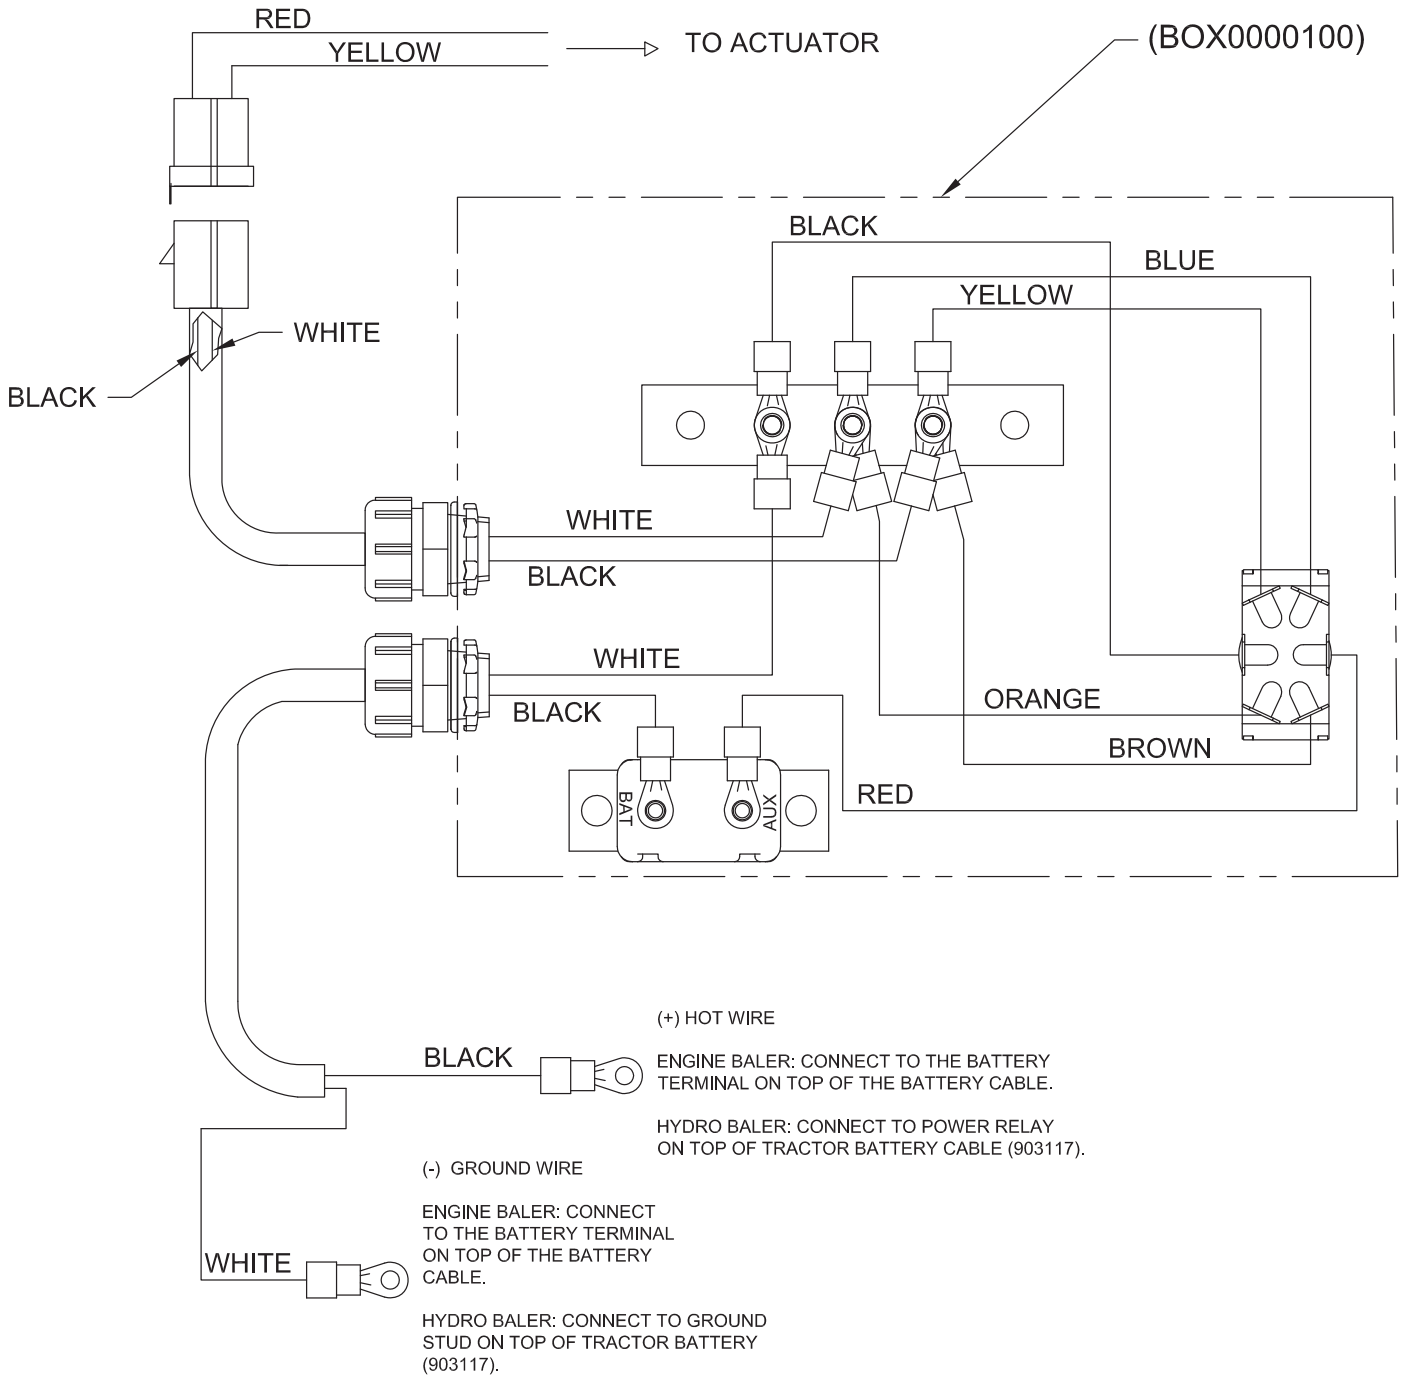 RED
YELLOW
TO ACTUATOR
(BOX0000100)
BLACK
BLUE
YELLOW
WHITE
BLACK
WHITE
BLACK
WHITE
BLACK
ORANGE
BROWN
RED
BAT
AUX
BLACK
(+) HOT WIRE
ENGINE BALER: CONNECT TO THE BATTERY
TERMINAL ON TOP OF THE BATTERY CABLE.
HYDRO BALER: CONNECT TO POWER RELAY
ON TOP OF TRACTOR BATTERY CABLE (903117).
(-) GROUND WIRE
ENGINE BALER: CONNECT
TO THE BATTERY TERMINAL
ON TOP OF THE BATTERY
CABLE.
WHITE
HYDRO BALER: CONNECT TO GROUND
STUD ON TOP OF TRACTOR BATTERY
(903117).